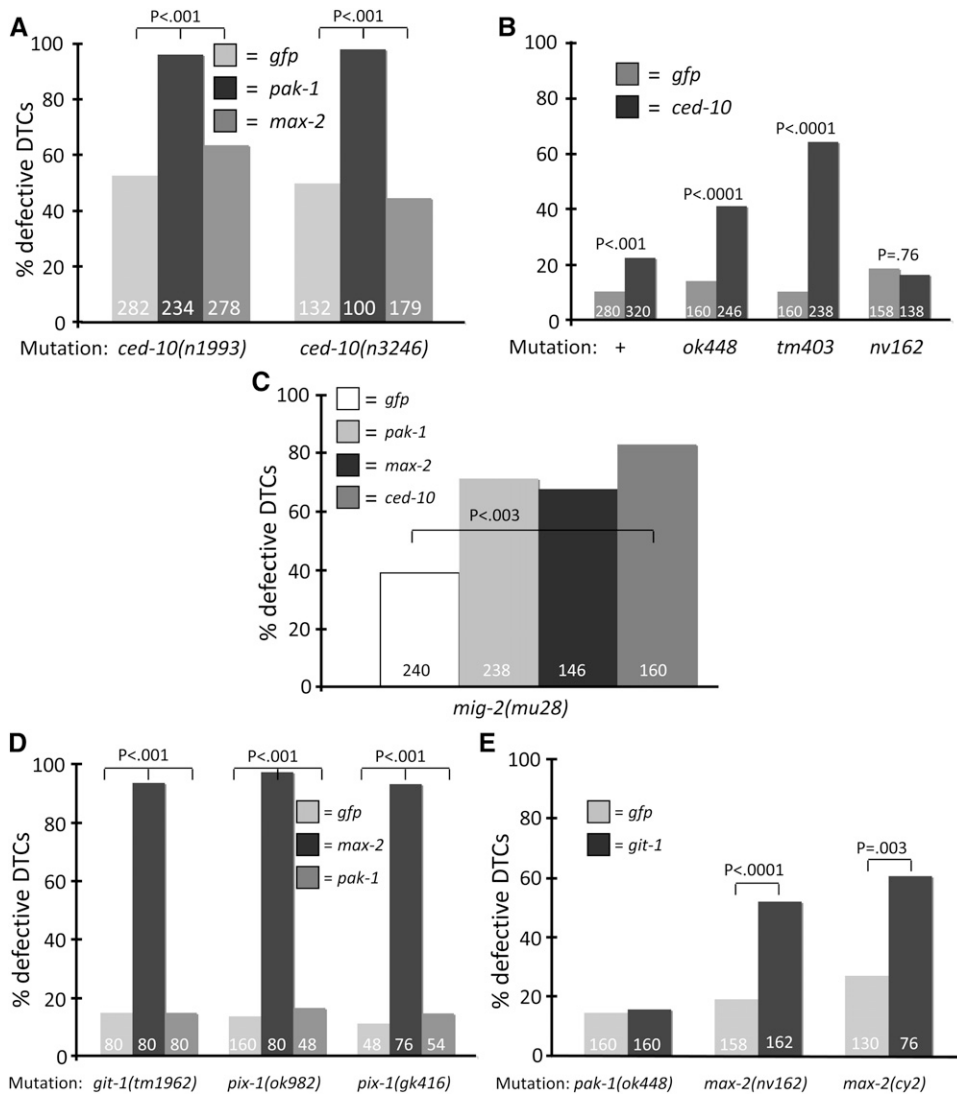 A
P<.001
P<.001
= gfp
= pak-1
= max-2
% defective DTCs
100
80
60
40
20
0
282 234 278
132 100 179
Mutation: ced-10(n1993) ced-10(n3246)
B
= gfp
= ced-10
P<.001
P<.0001
P<.0001
P=.76
% defective DTCs
100
80
60
40
20
0
280 320
160 246
160 238
158 138
Mutation: + ok448 tm403 nv162
C
= gfp
= pak-1
= max-2
= ced-10
P<.003
% defective DTCs
100
80
60
40
20
0
240 238 146 160
mig-2(mu28)
D
P<.001
P<.001
P<.001
= gfp
= max-2
= pak-1
% defective DTCs
100
80
60
40
20
0
80 80 80
160 80 48
48 76 54
Mutation: git-1(tm1962) pix-1(ok982) pix-1(gk416)
E
= gfp
= git-1
P<.0001
P=.003
% defective DTCs
100
80
60
40
20
0
160 160
158 162
130 76
Mutation: pak-1(ok448) max-2(nv162) max-2(cy2)